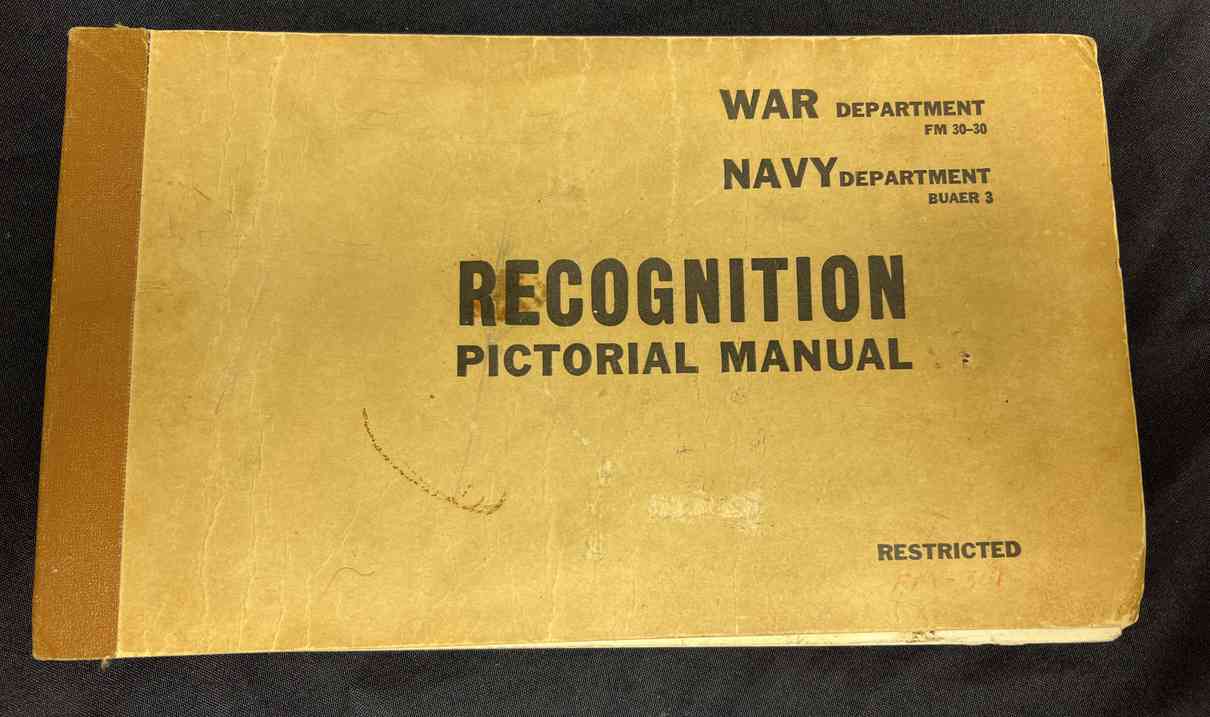 WAR DEPARTMENT
FM 30-30
NAVY DEPARTMENT
BUAER 3
RECOGNITION
PICTORIAL MANUAL
RESTRICTED